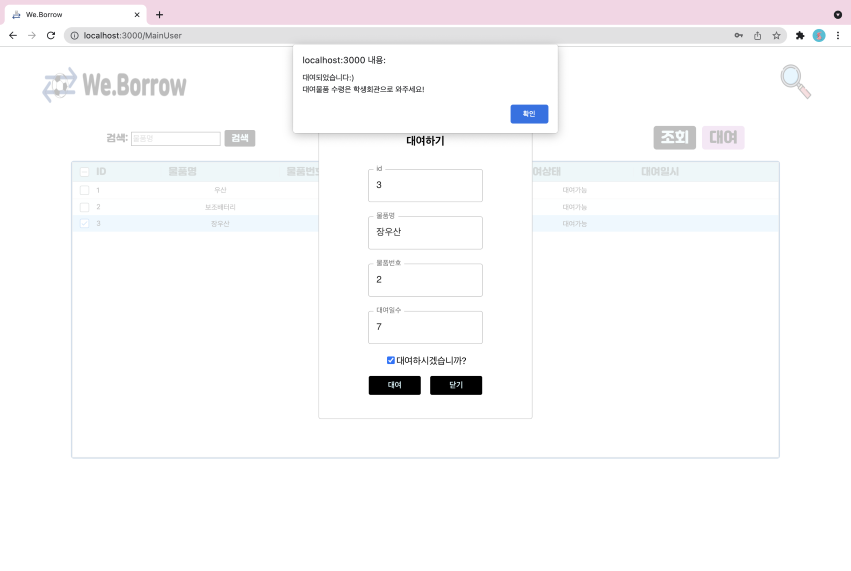 We.Borrow
localhost:3000/MainUser
localhost:3000 내용:
대여되었습니다:)
대여물품 수령은 학생회관으로 와주세요!
확인
We.Borrow
검색: 물품명 검색
조회 대여
대여하기
ID 물품명 물품번호 여상태 대여일시
1 우산 대여가능
2 보조배터리 대여가능
3 장우산 대여가능
id
3
물품명
장우산
물품번호
2
대여일수
7
대여하시겠습니까?
대여 닫기